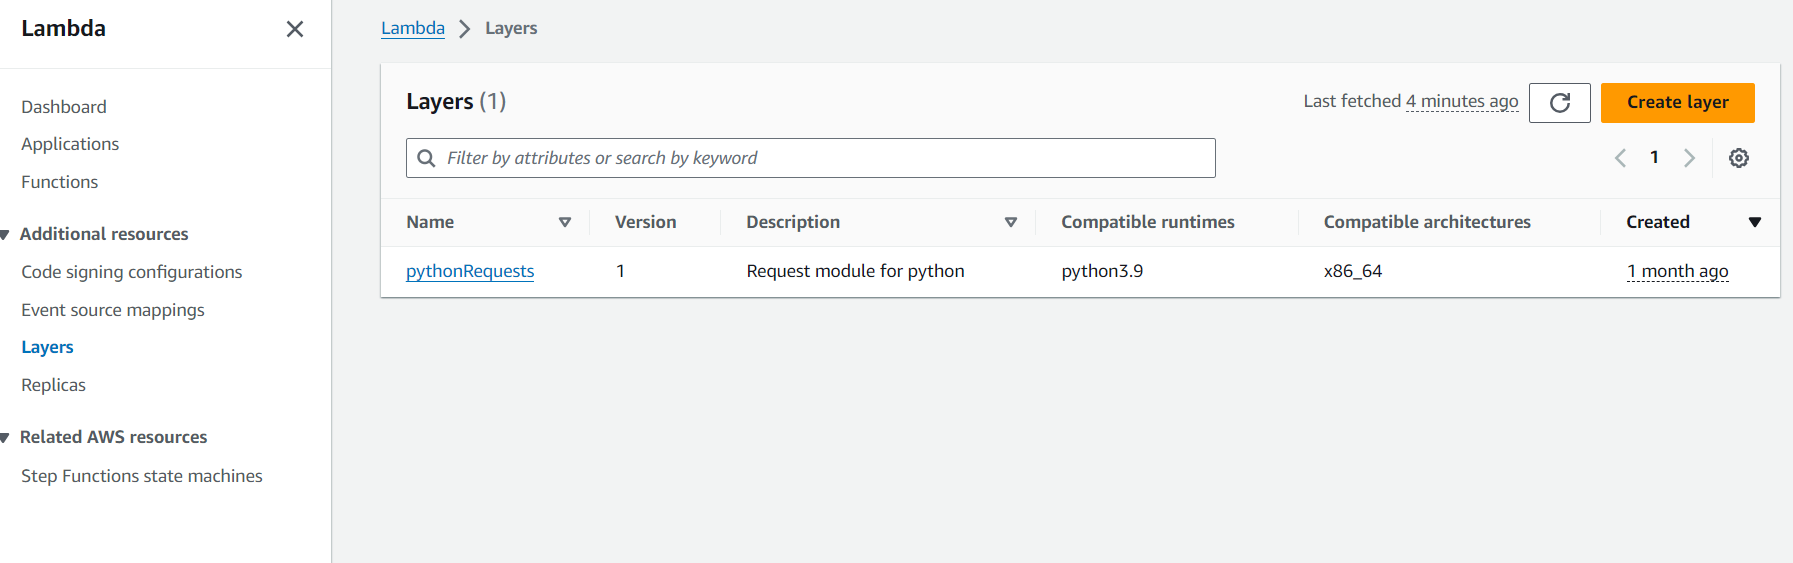 Lambda
Dashboard
Applications
Functions
Additional resources
Code signing configurations
Event source mappings
Layers
Replicas
Related AWS resources
Step Functions state machines
Lambda > Layers
Layers (1)
Last fetched 4 minutes ago
Create layer
Filter by attributes or search by keyword
1
Name Version Description Compatible runtimes Compatible architectures Created
pythonRequests 1 Request module for python python3.9 x86_64 1 month ago